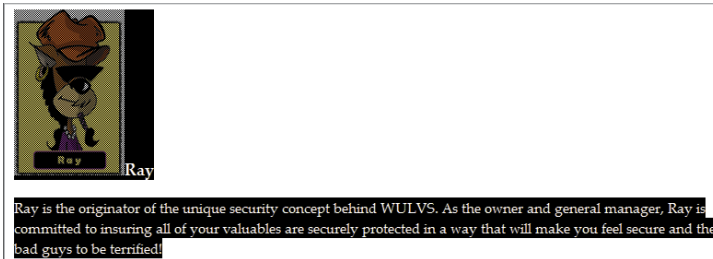 Ray
Ray
Ray is the originator of the unique security concept behind WULVS. As the owner and general manager, Ray is
committed to insuring all of your valuables are securely protected in a way that will make you feel secure and the
bad guys to be terrified!